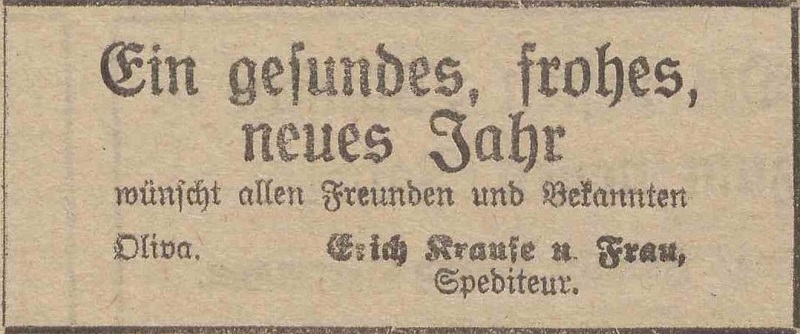 Ein gesundes, frohes,
neues Jahr
wünscht allen Freunden und Bekannten
Oliva. Erich Krause u. Frau,
Spediteur.